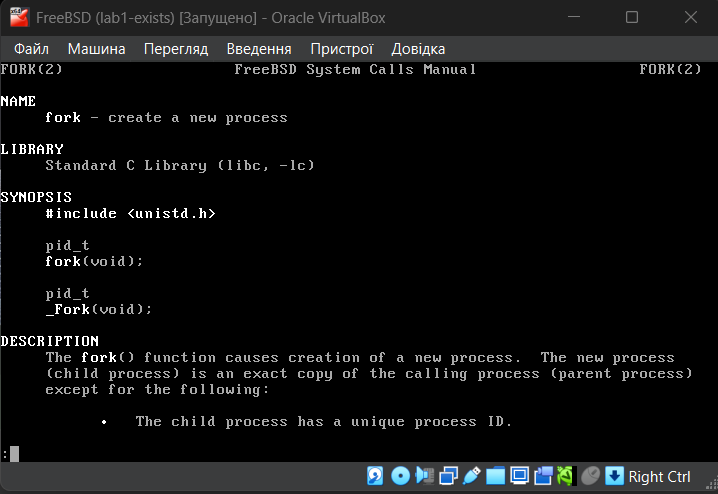 FreeBSD (lab1-exists) [Запущено] - Oracle VirtualBox
Файл Машина Перегляд Введення Пристрої Довідка
FORK(2) FreeBSD System Calls Manual FORK(2)
NAME
fork – create a new process
LIBRARY
Standard C Library (libc, -lc)
SYNOPSIS
#include <unistd.h>
pid_t
fork(void);
pid_t
_Fork(void);
DESCRIPTION
The fork() function causes creation of a new process. The new process
(child process) is an exact copy of the calling process (parent process)
except for the following:
• The child process has a unique process ID.
:
Right Ctrl